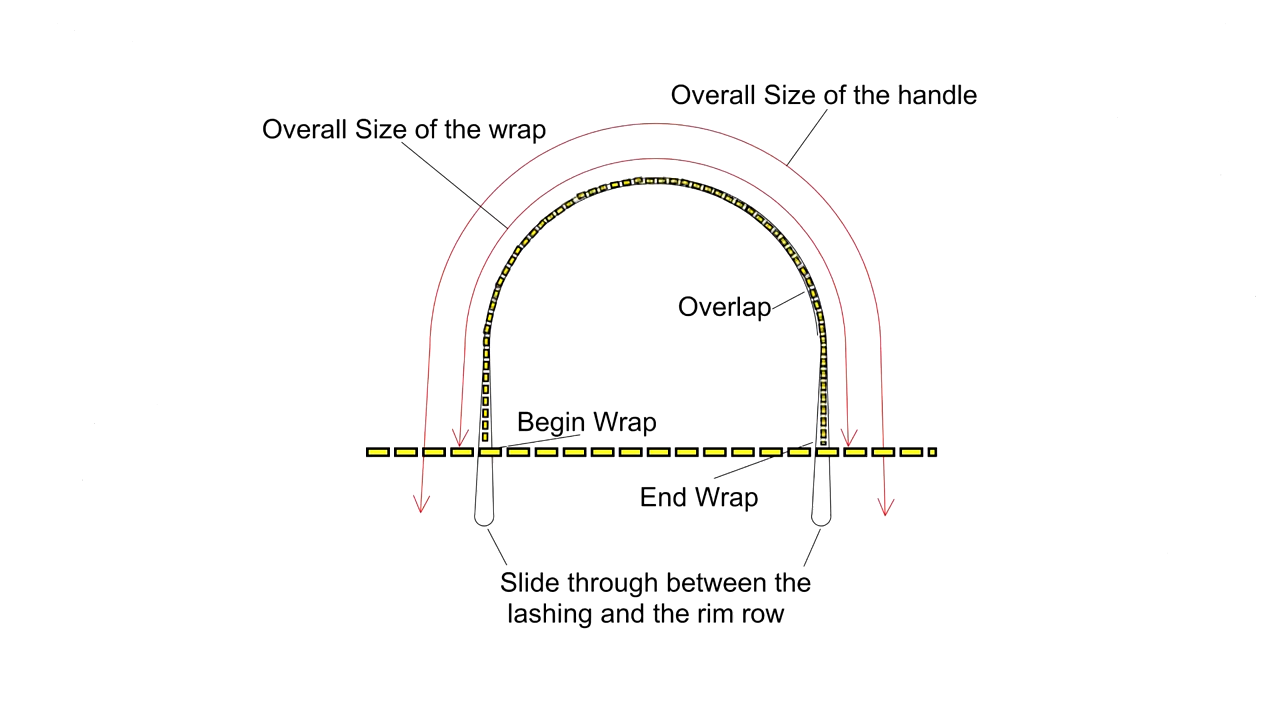 Overall Size of the handle
Overall Size of the wrap
Overlap
Begin Wrap
End Wrap
Slide through between the
lashing and the rim row